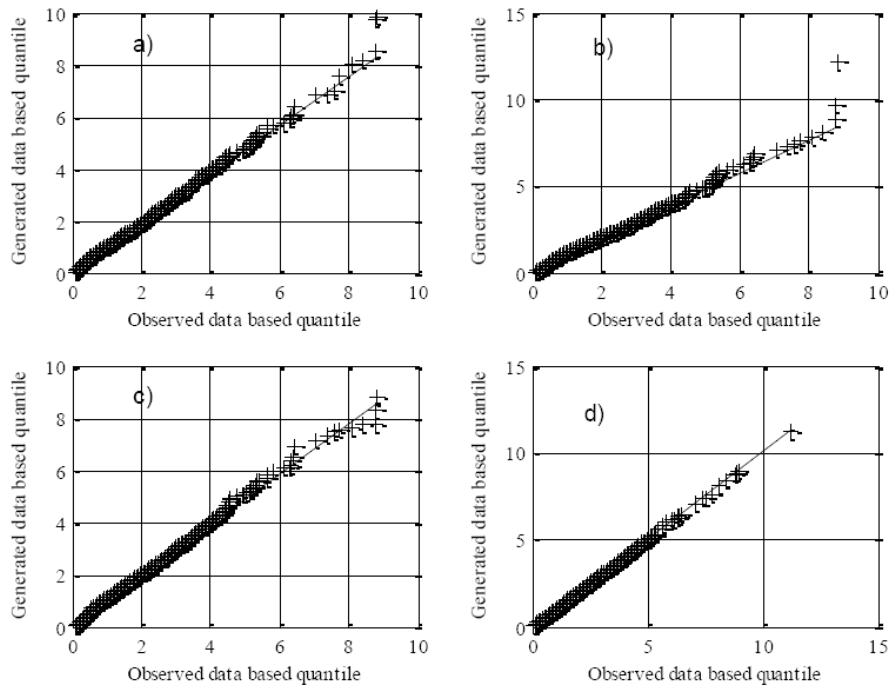 a)
Generated data based quantile
10
8
6
4
2
0
0 2 4 6 8 10
Observed data based quantile
b)
Generated data based quantile
15
10
5
0
0 2 4 6 8 10
Observed data based quantile
c)
Generated data based quantile
10
8
6
4
2
0
0 2 4 6 8 10
Observed data based quantile
d)
Generated data based quantile
15
10
5
0
0 5 10 15
Observed data based quantile